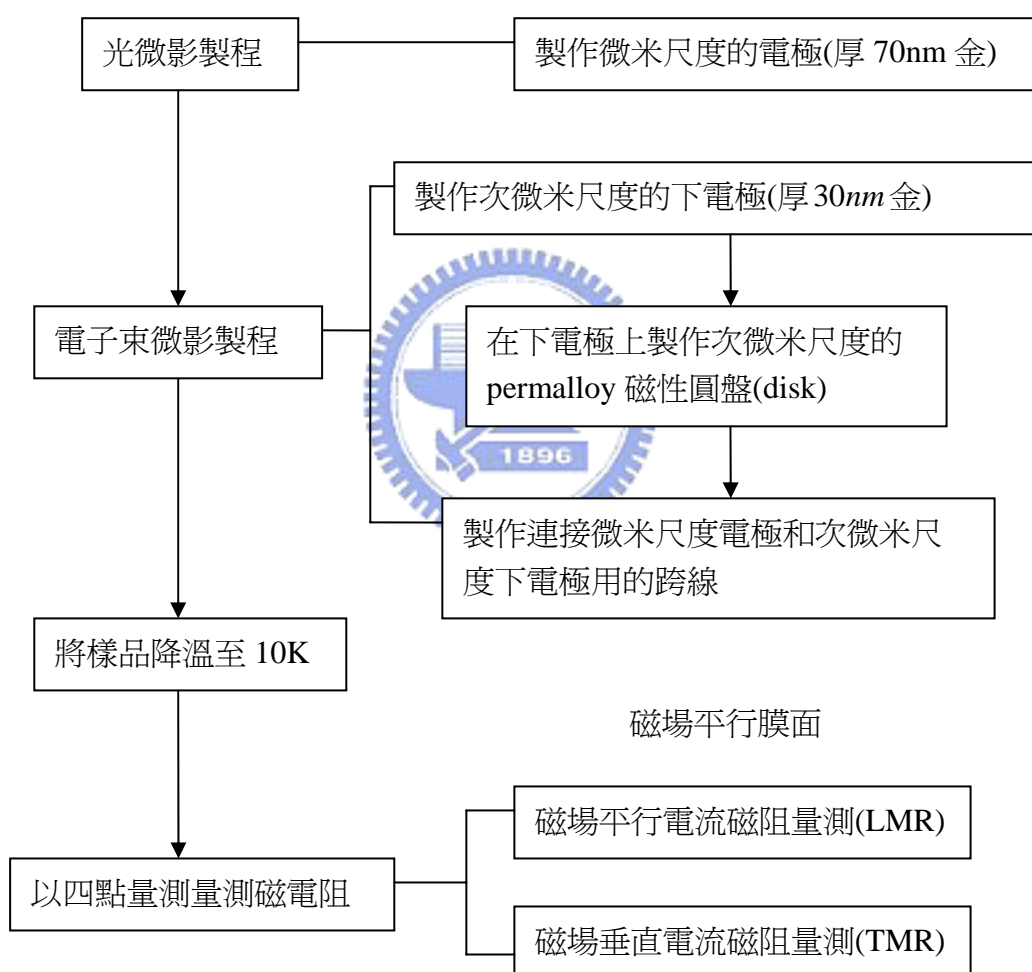 光微影製程
製作微米尺度的電極(厚 70nm 金)
製作次微米尺度的下電極(厚 30nm 金)
電子束微影製程
在下電極上製作次微米尺度的
permalloy 磁性圓盤(disk)
1896
製作連接微米尺度電極和次微米尺
度下電極用的跨線
將樣品降溫至 10K
磁場平行膜面
磁場平行電流磁阻量測(LMR)
以四點量測量測磁電阻
磁場垂直電流磁阻量測(TMR)